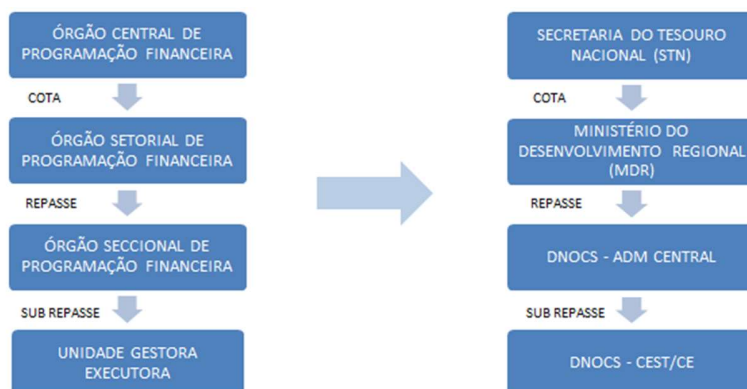 ÓRGÃO CENTRAL DE
PROGRAMAÇÃO FINANCEIRA
COTA
ÓRGÃO SETORIAL DE
PROGRAMAÇÃO FINANCEIRA
REPASSE
ÓRGÃO SECCIONAL DE
PROGRAMAÇÃO FINANCEIRA
SUB REPASSE
UNIDADE GESTORA
EXECUTORA
SECRETARIA DO TESOURO
NACIONAL (STN)
COTA
MINISTÉRIO DO
DESENVOLVIMENTO REGIONAL
(MDR)
REPASSE
DNOCS - ADM CENTRAL
SUB REPASSE
DNOCS - CEST/CE